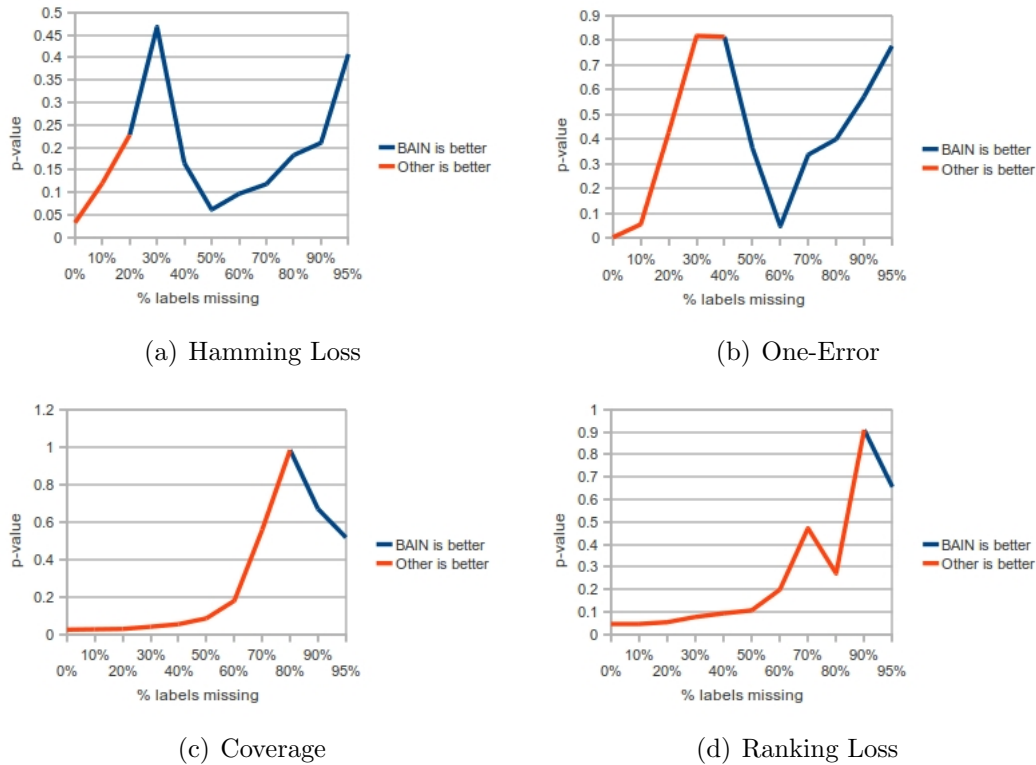 0.5
0.45
0.4
0.35
0.3
0.25
0.2
0.15
0.1
0.05
0
p-value
10% 30% 50% 70% 90%
0% 20% 40% 60% 80% 95%
% labels missing
BAIN is better
Other is better
(a) Hamming Loss
0.9
0.8
0.7
0.6
0.5
0.4
0.3
0.2
0.1
0
p-value
10% 30% 50% 70% 90%
0% 20% 40% 60% 80% 95%
% labels missing
BAIN is better
Other is better
(b) One-Error
1.2
1
0.8
0.6
0.4
0.2
0
p-value
10% 30% 50% 70% 90%
0% 20% 40% 60% 80% 95%
% labels missing
BAIN is better
Other is better
(c) Coverage
1
0.9
0.8
0.7
0.6
0.5
0.4
0.3
0.2
0.1
0
p-value
10% 30% 50% 70% 90%
0% 20% 40% 60% 80% 95%
% labels missing
BAIN is better
Other is better
(d) Ranking Loss